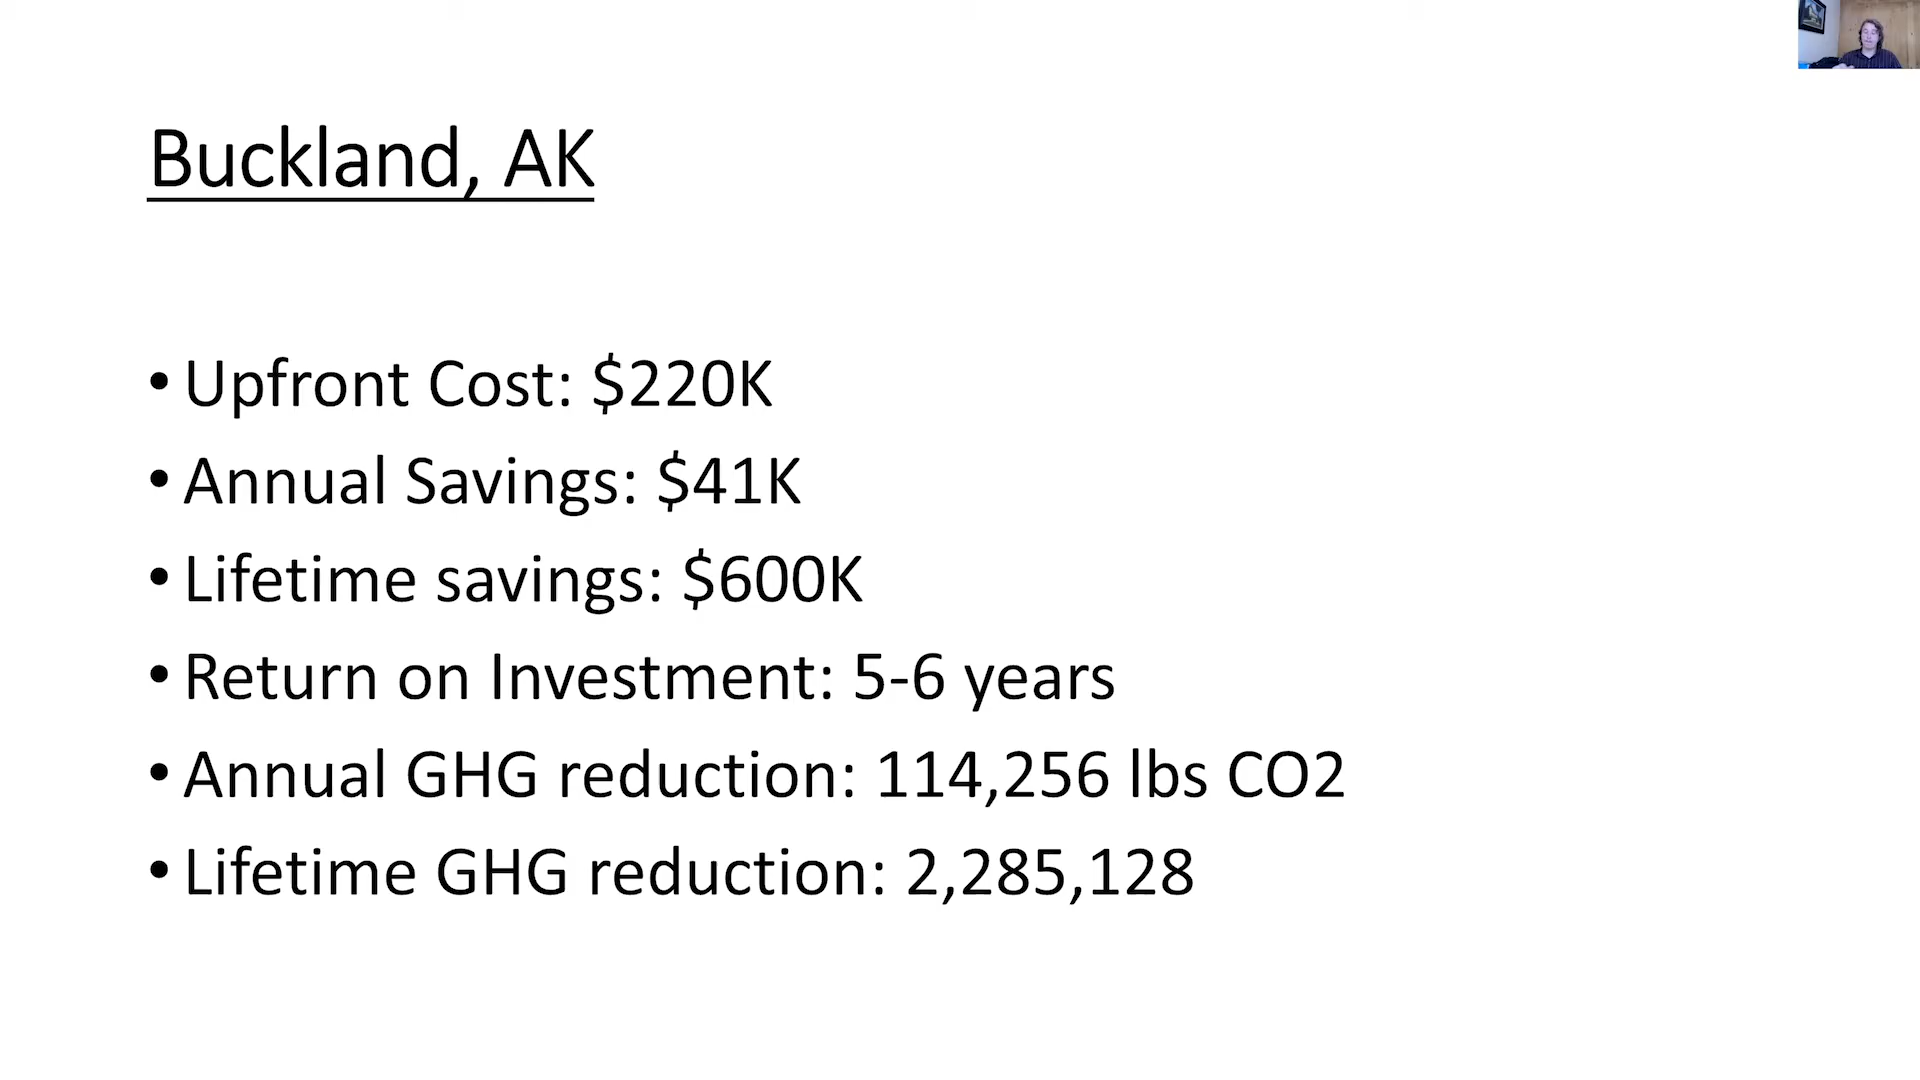 Buckland, AK
• Upfront Cost: $220K
• Annual Savings: $41K
• Lifetime savings: $600K
• Return on Investment: 5-6 years
• Annual GHG reduction: 114,256 lbs CO2
• Lifetime GHG reduction: 2,285,128